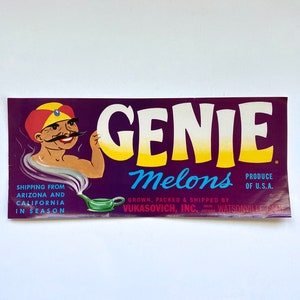 GENIE
Melons
SHIPPING FROM
ARIZONA AND
CALIFORNIA
IN SEASON
PRODUCE
OF U.S.A.
GROWN, PACKED & SHIPPED BY
VUKASOVICH, INC.